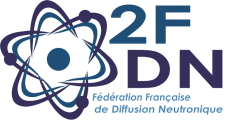 2F
DN
Fédération Française
de Diffusion Neutronique